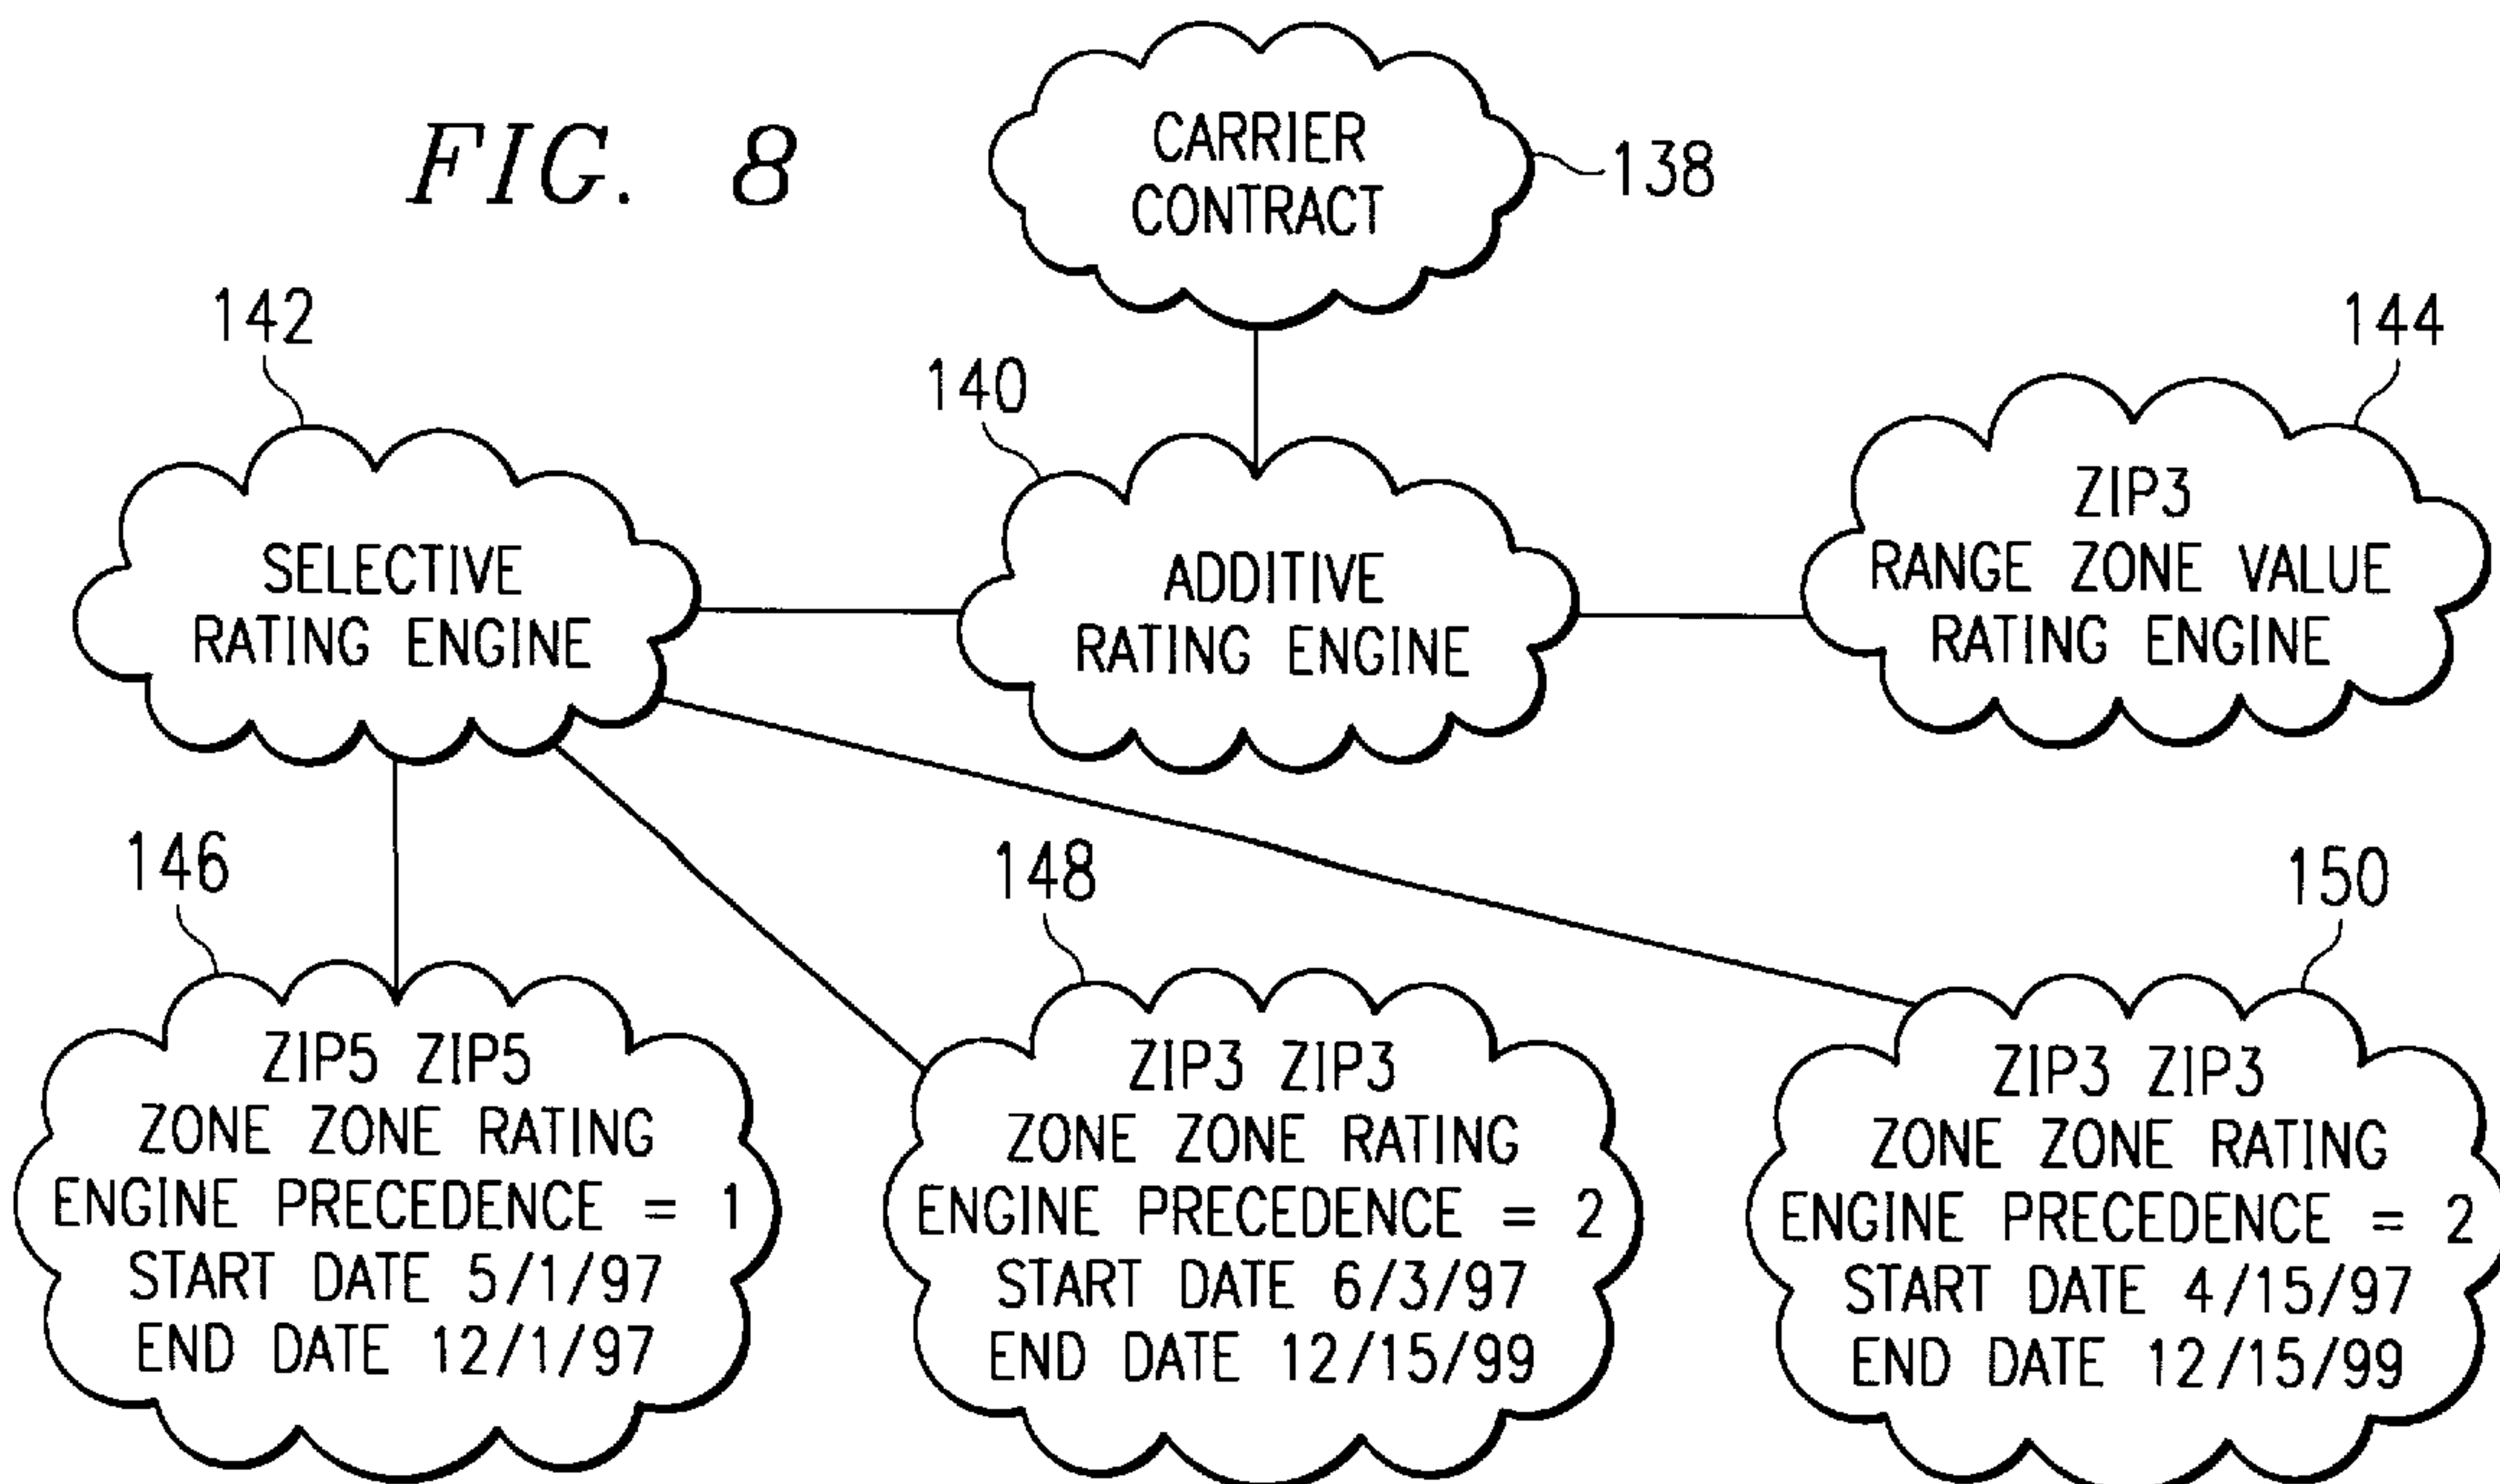 FIG. 8
CARRIER
CONTRACT
138
142
140
144
SELECTIVE
RATING ENGINE
ADDITIVE
RATING ENGINE
ZIP3
RANGE ZONE VALUE
RATING ENGINE
146
148
150
ZIP5 ZIP5
ZONE ZONE RATING
ENGINE PRECEDENCE = 1
START DATE 5/1/97
END DATE 12/1/97
ZIP3 ZIP3
ZONE ZONE RATING
ENGINE PRECEDENCE = 2
START DATE 6/3/97
END DATE 12/15/99
ZIP3 ZIP3
ZONE ZONE RATING
ENGINE PRECEDENCE = 2
START DATE 4/15/97
END DATE 12/15/99